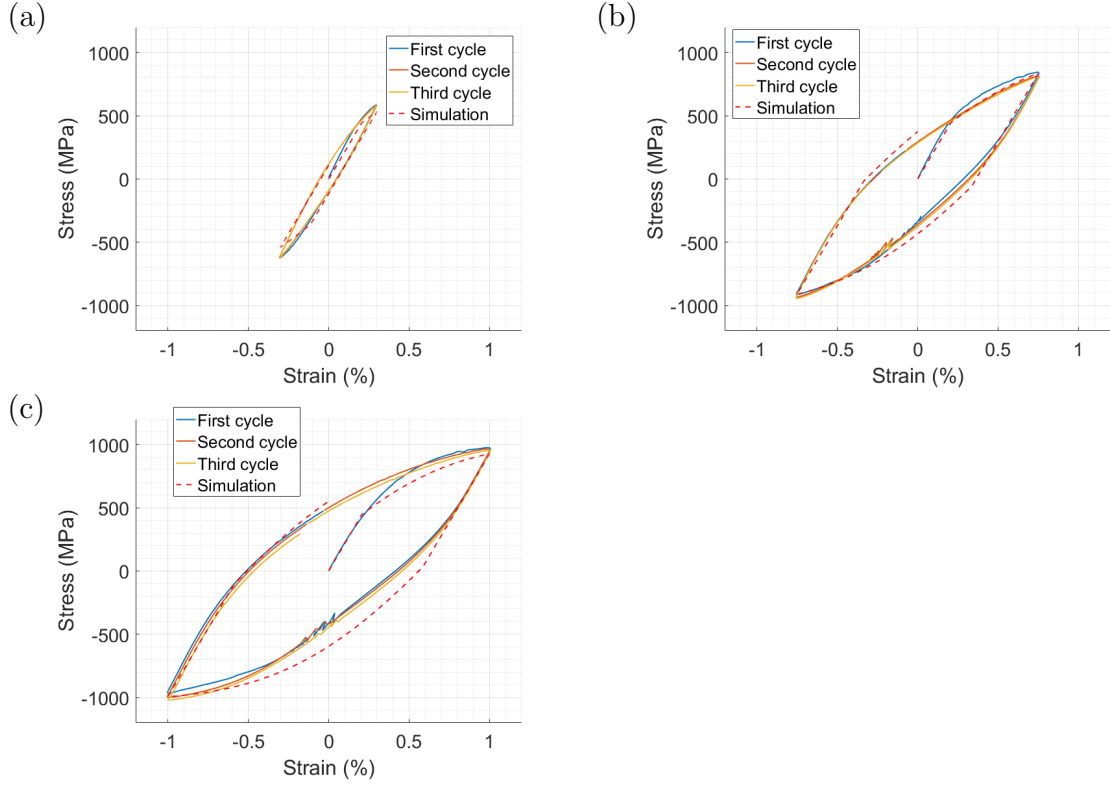 (a)
1000
500
0
-500
-1000
Stress (MPa)
-1 -0.5 0 0.5 1
Strain (%)
First cycle
Second cycle
Third cycle
Simulation
(b)
1000
500
0
-500
-1000
Stress (MPa)
-1 -0.5 0 0.5 1
Strain (%)
First cycle
Second cycle
Third cycle
Simulation
(c)
1000
500
0
-500
-1000
Stress (MPa)
-1 -0.5 0 0.5 1
Strain (%)
First cycle
Second cycle
Third cycle
Simulation